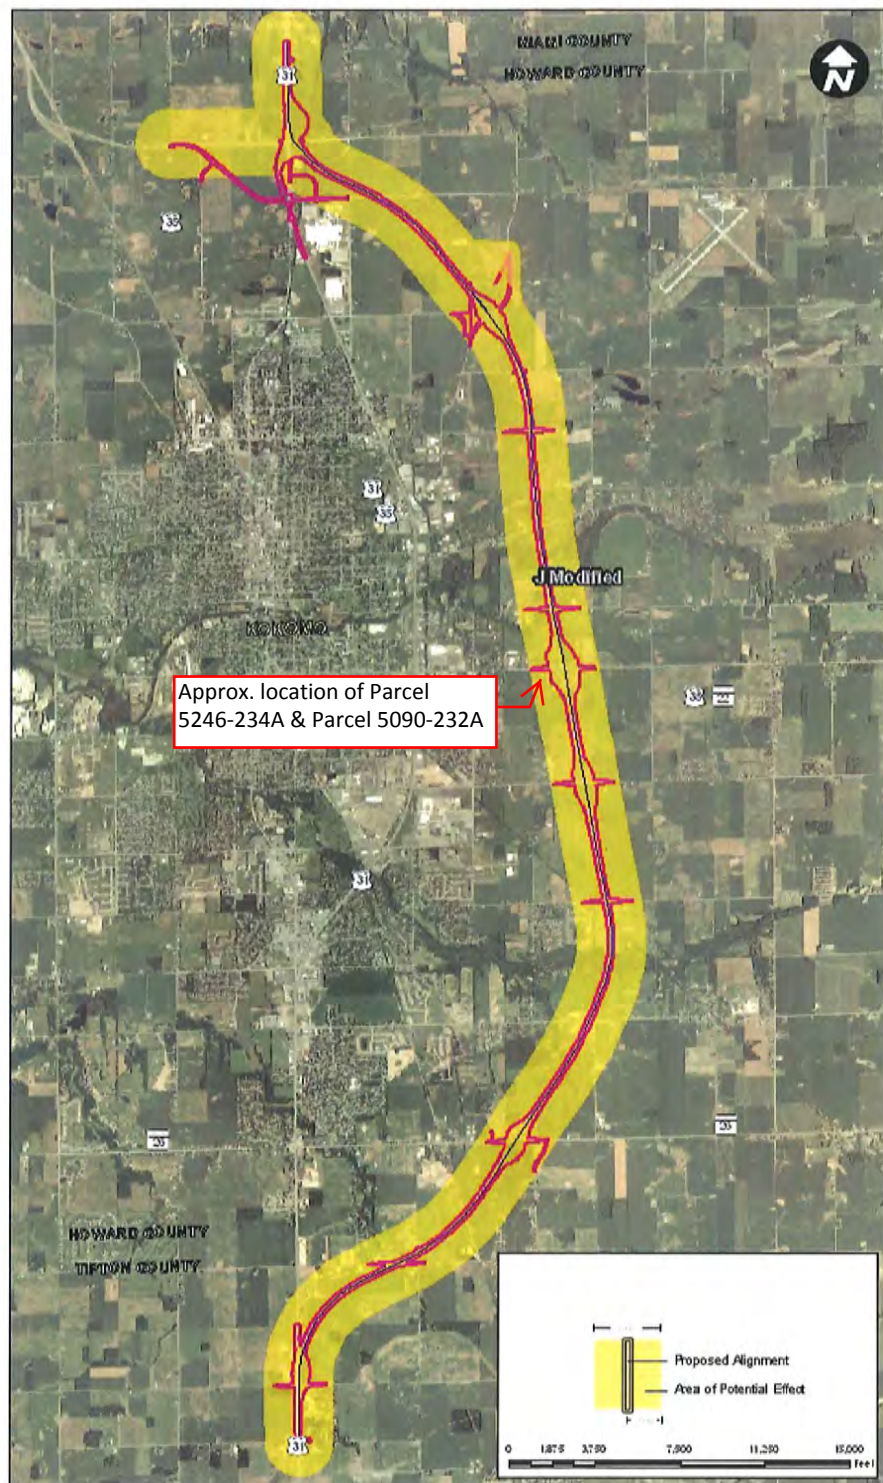 MIAMI COUNTY
HOWARD COUNTY
N
31
35
31
35
J Modified
KOKOMO
Approx. location of Parcel
5246-234A & Parcel 5090-232A
35
31
26
26
HOWARD COUNTY
TIPTON COUNTY
31
Proposed Alignment
Area of Potential Effect
0 1,875 3,750 7,500 11,250 15,000
Feet